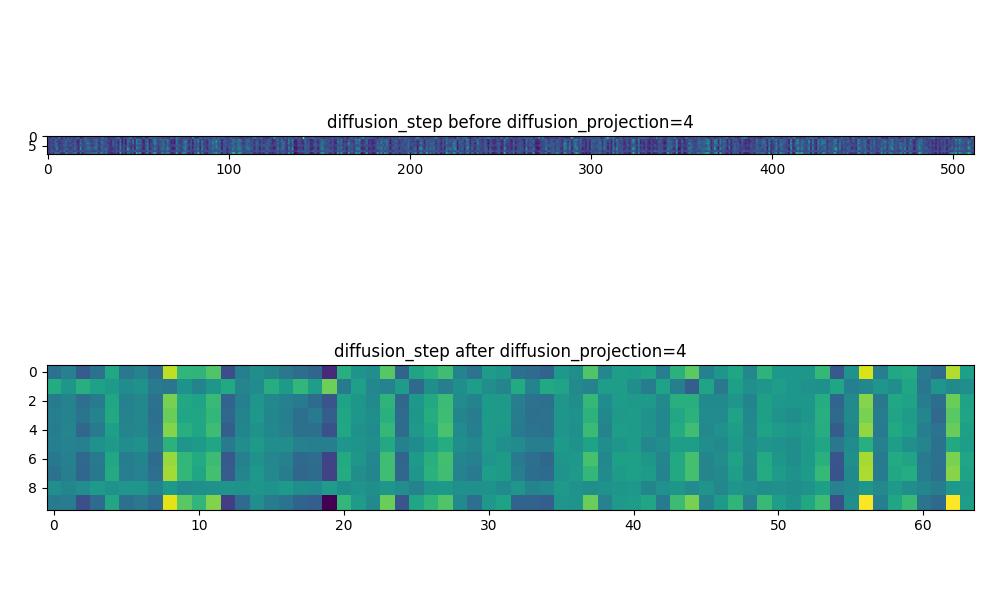 diffusion_step before diffusion_projection=4
0
5
0 100 200 300 400 500
diffusion_step after diffusion_projection=4
0
2
4
6
8
0 10 20 30 40 50 60